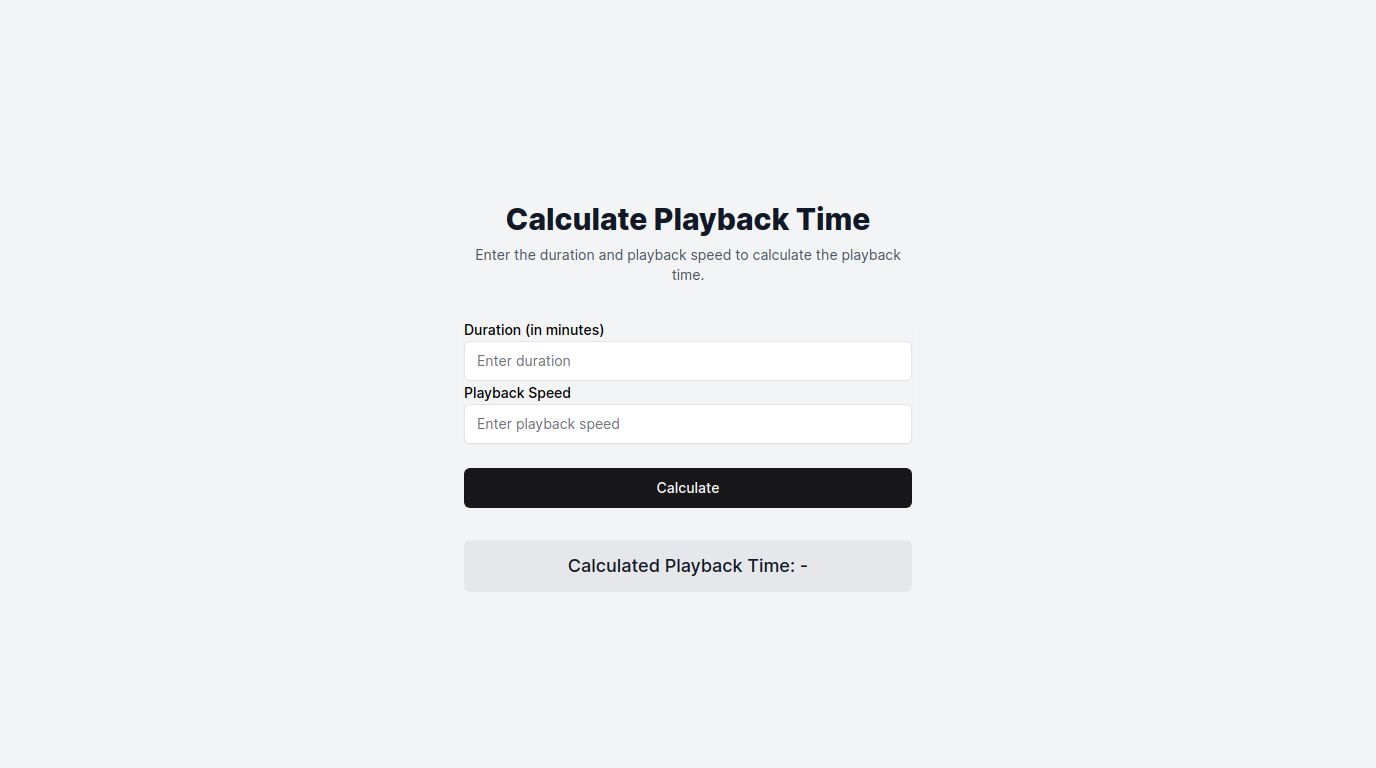 Calculate Playback Time
Enter the duration and playback speed to calculate the playback
time.
Duration (in minutes)
Enter duration
Playback Speed
Enter playback speed
Calculate
Calculated Playback Time: -